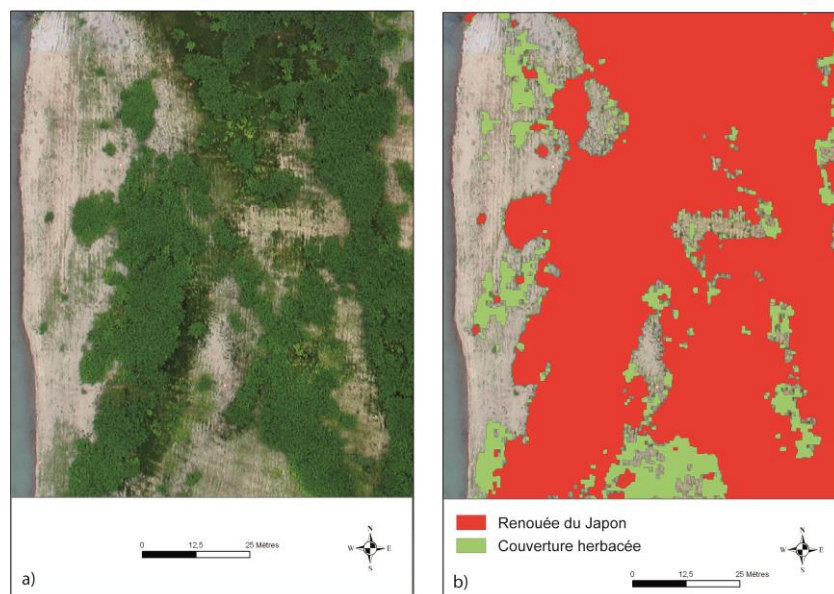 N
W E
S
0 12,5 25 Mètres
a)
Renouée du Japon
Couverture herbacée
N
W E
S
0 12,5 25 Mètres
b)